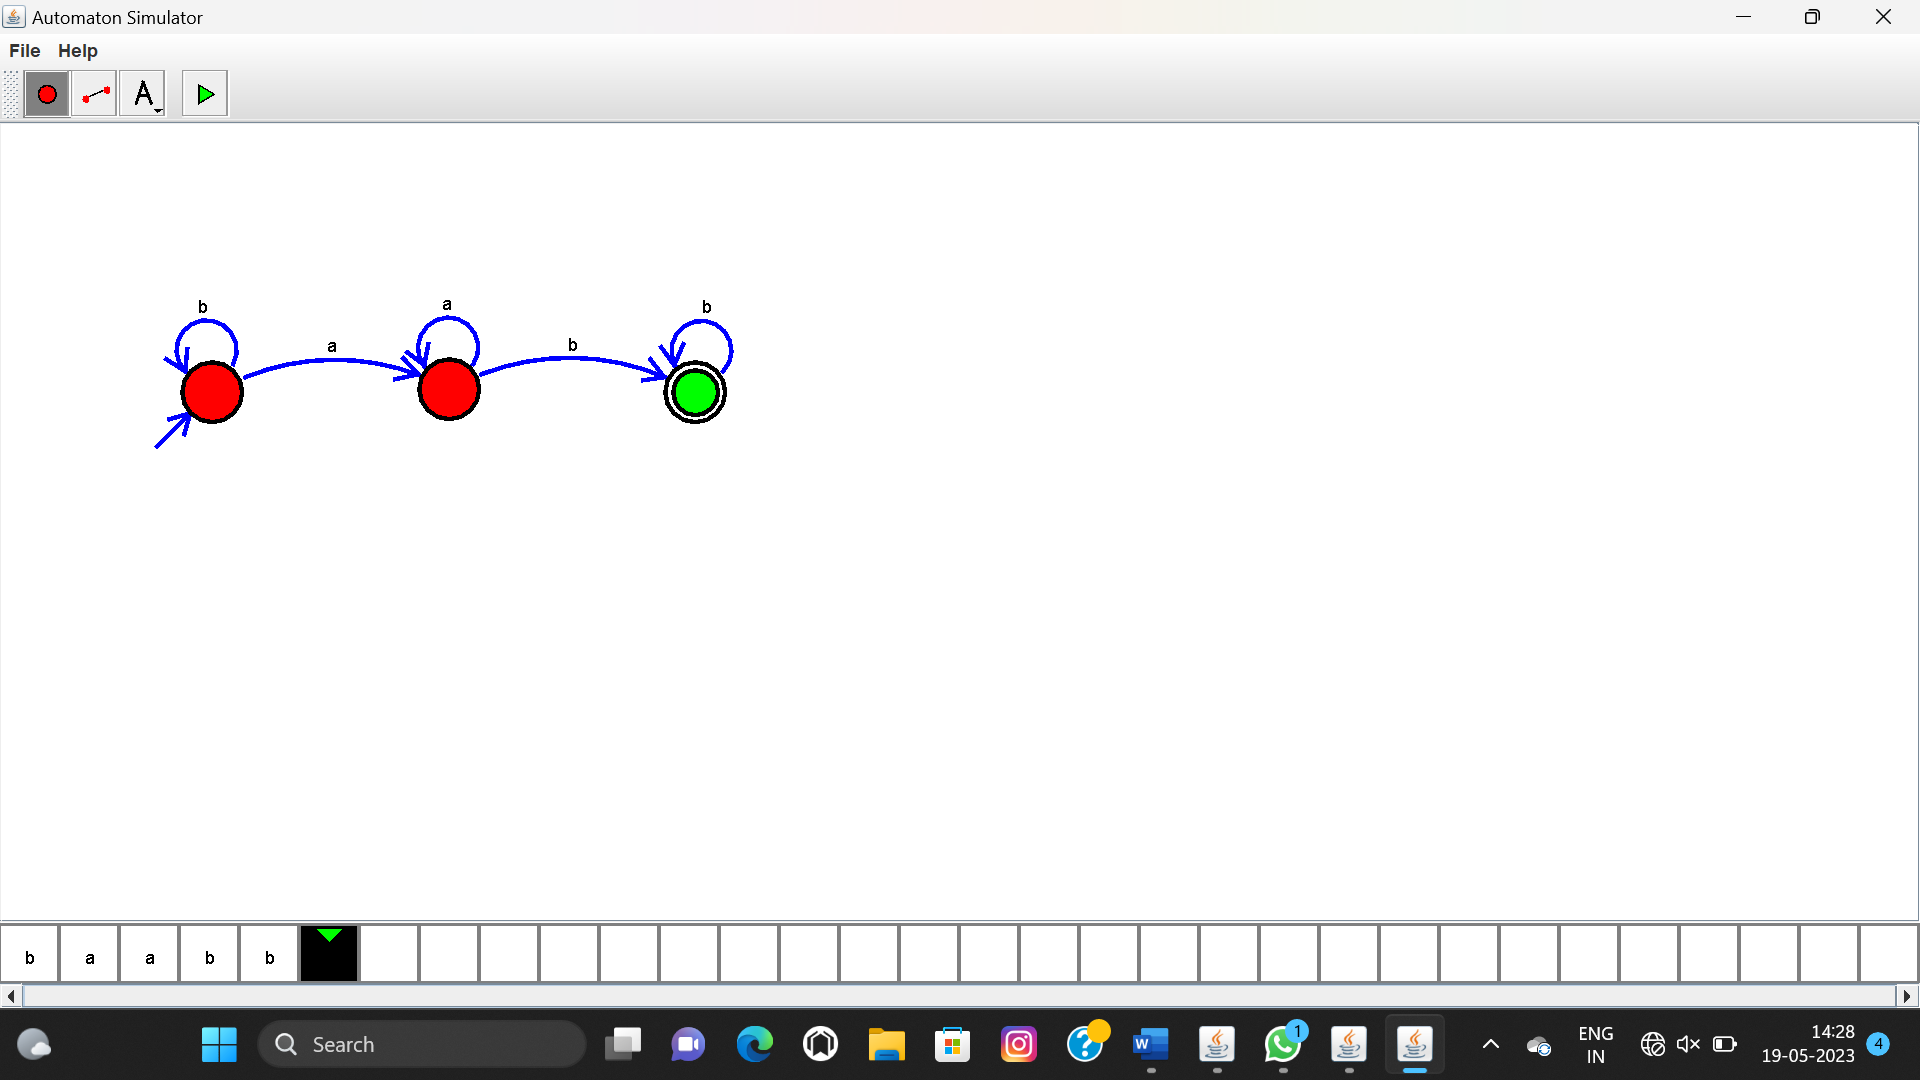 Automaton Simulator
File Help
A
b a b
a b
b a a b b
Search
1
ENG
IN
14:28
19-05-2023
4